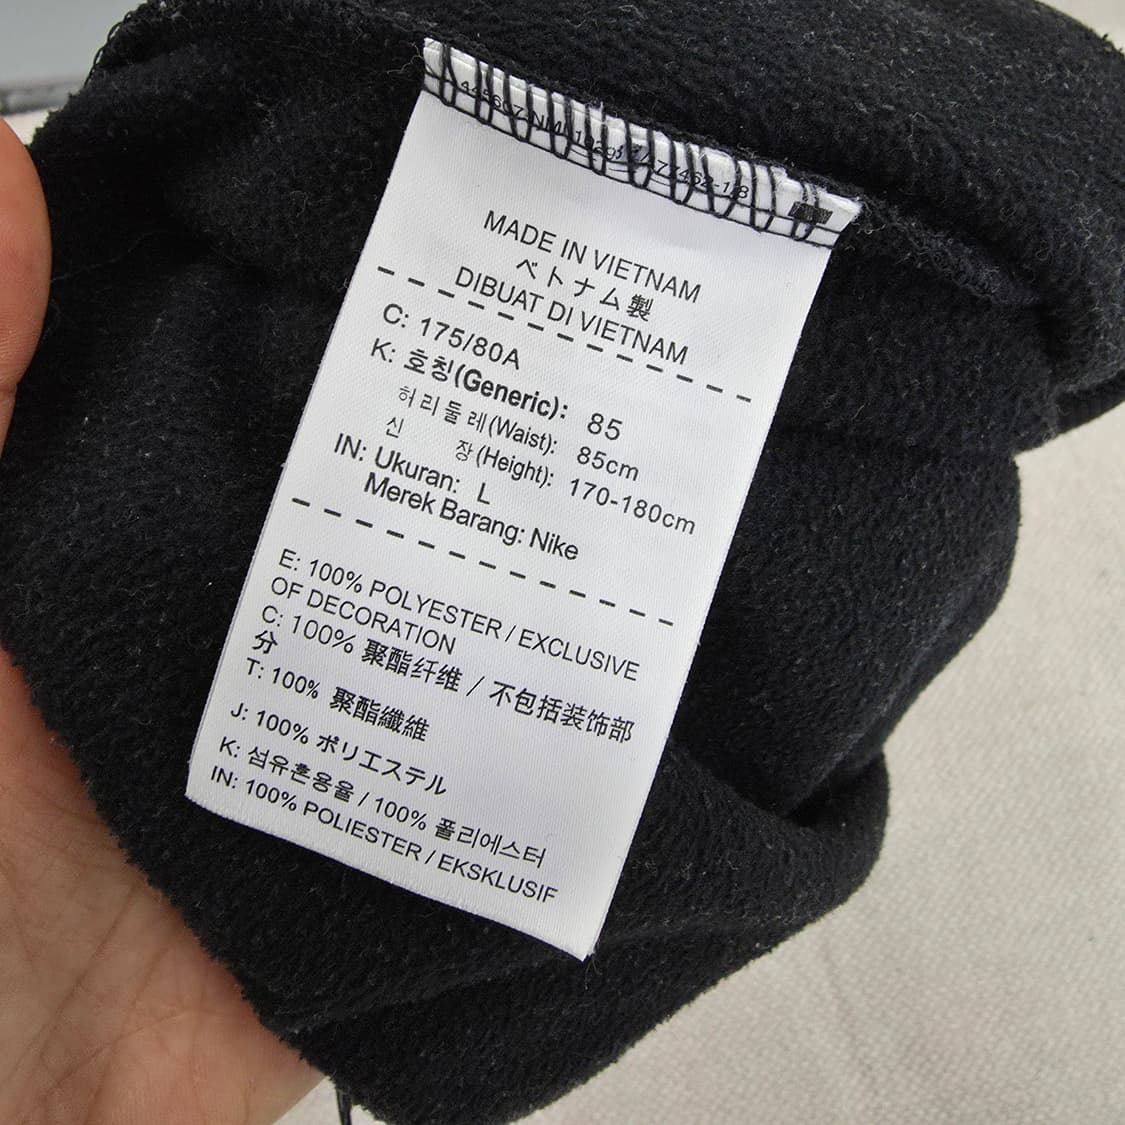 MADE IN VIETNAM
ベトナム製
DIBUAT DI VIETNAM
C: 175/80A
K: 호칭(Generic): 85
허리둘레(Waist): 85cm
신 장(Height): 170-180cm
IN: Ukuran: L
Merek Barang: Nike
E: 100% POLYESTER / EXCLUSIVE
OF DECORATION
C: 100% 聚酯纤维 / 不包括装饰部
分
T: 100% 聚酯纖維
J: 100% ポリエステル
K: 섬유혼용율 / 100% 폴리에스터
IN: 100% POLIESTER / EKSKLUSIF